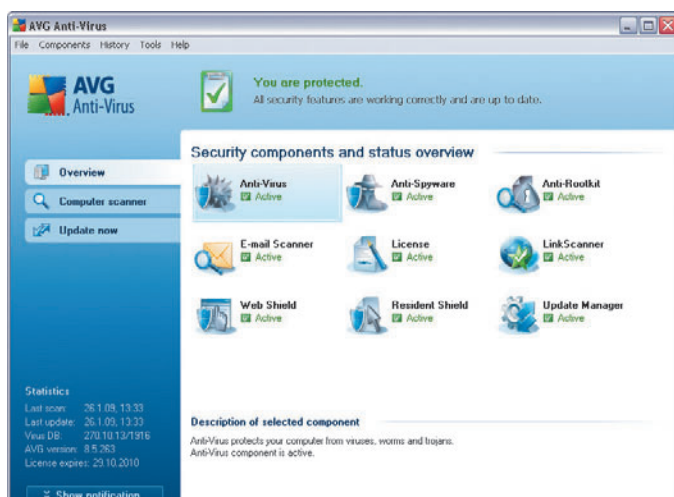 AVG Anti-Virus
File Components History Tools Help
AVG
Anti-Virus
You are protected.
All security features are working correctly and are up to date.
Overview
Computer scanner
Update now
Security components and status overview
Anti-Virus
Active
Anti-Spyware
Active
Anti-Rootkit
Active
E-mail Scanner
Active
License
Active
LinkScanner
Active
Web Shield
Active
Resident Shield
Active
Update Manager
Active
Statistics
Last scan: 26.1.09, 13:33
Last update: 26.1.09, 13:33
Virus DB: 270.10.13/1916
AVG version: 8.5.263
License expires: 29.10.2010
Description of selected component
Anti-Virus protects your computer from viruses, worms and trojans.
Anti-Virus component is active.
Show notification